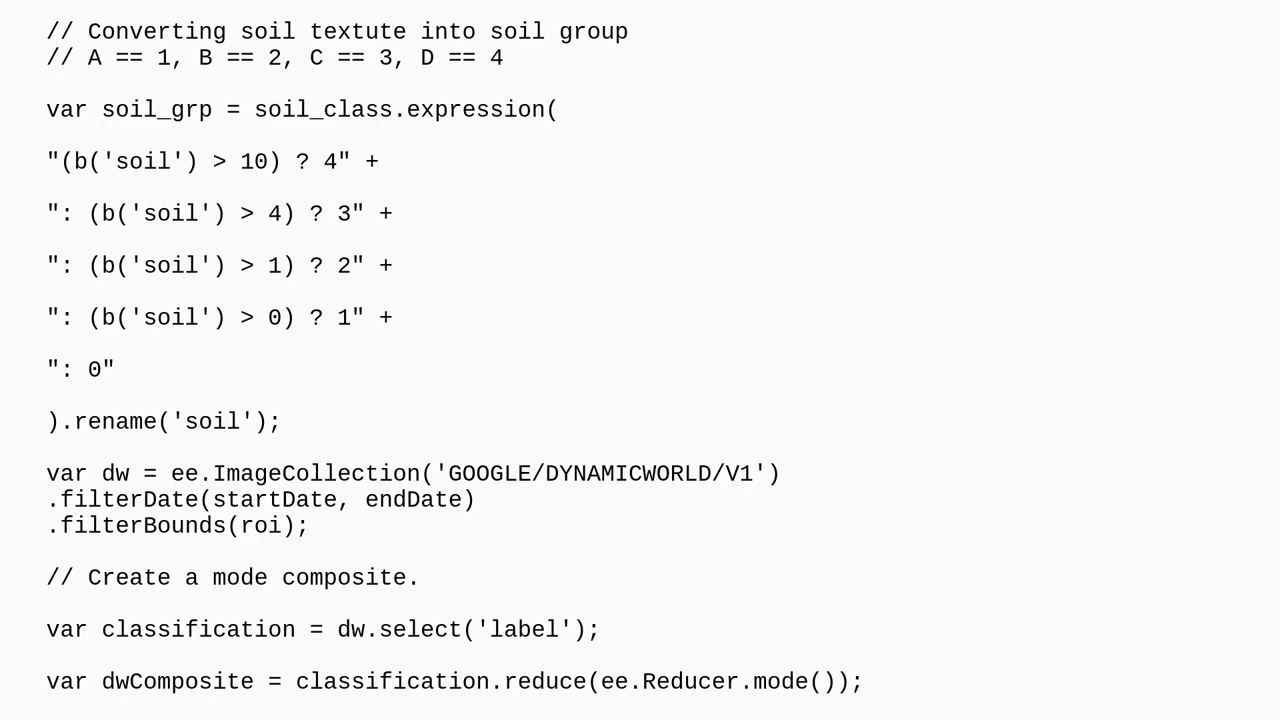 // Converting soil textute into soil group
// A == 1, B == 2, C == 3, D == 4
var soil_grp = soil_class.expression(
"(b('soil') > 10) ? 4" +
": (b('soil') > 4) ? 3" +
": (b('soil') > 1) ? 2" +
": (b('soil') > 0) ? 1" +
": 0"
).rename('soil');
var dw = ee.ImageCollection('GOOGLE/DYNAMICWORLD/V1')
.filterDate(startDate, endDate)
.filterBounds(roi);
// Create a mode composite.
var classification = dw.select('label');
var dwComposite = classification.reduce(ee.Reducer.mode());